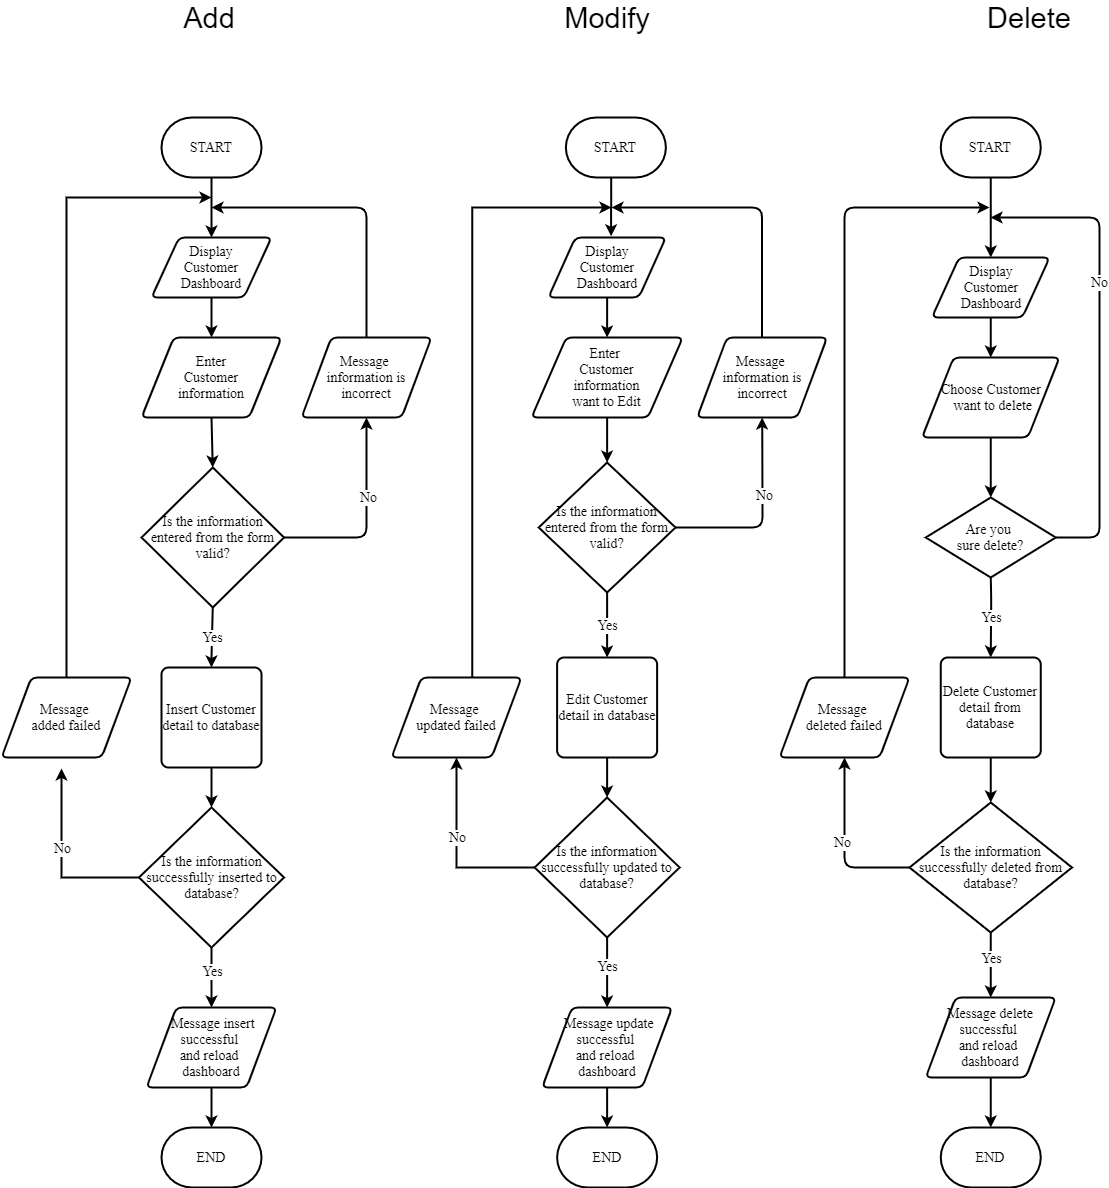 Add
Modify
Delete
START
Display
Customer
Dashboard
Enter
Customer
information
Message
information is
incorrect
No
Is the information
entered from the form
valid?
Yes
Insert Customer
detail to database
Message
added failed
No
Is the information
successfully inserted to
database?
Yes
Message insert
successful
and reload
dashboard
END
START
Display
Customer
Dashboard
Enter
Customer
information
want to Edit
Message
information is
incorrect
No
Is the information
entered from the form
valid?
Yes
Edit Customer
detail in database
Message
updated failed
No
Is the information
successfully updated to
database?
Yes
Message update
successful
and reload
dashboard
END
START
Display
Customer
Dashboard
No
Choose Customer
want to delete
Are you
sure delete?
Yes
Delete Customer
detail from
database
Message
deleted failed
No
Is the information
successfully deleted from
database?
Yes
Message delete
successful
and reload
dashboard
END